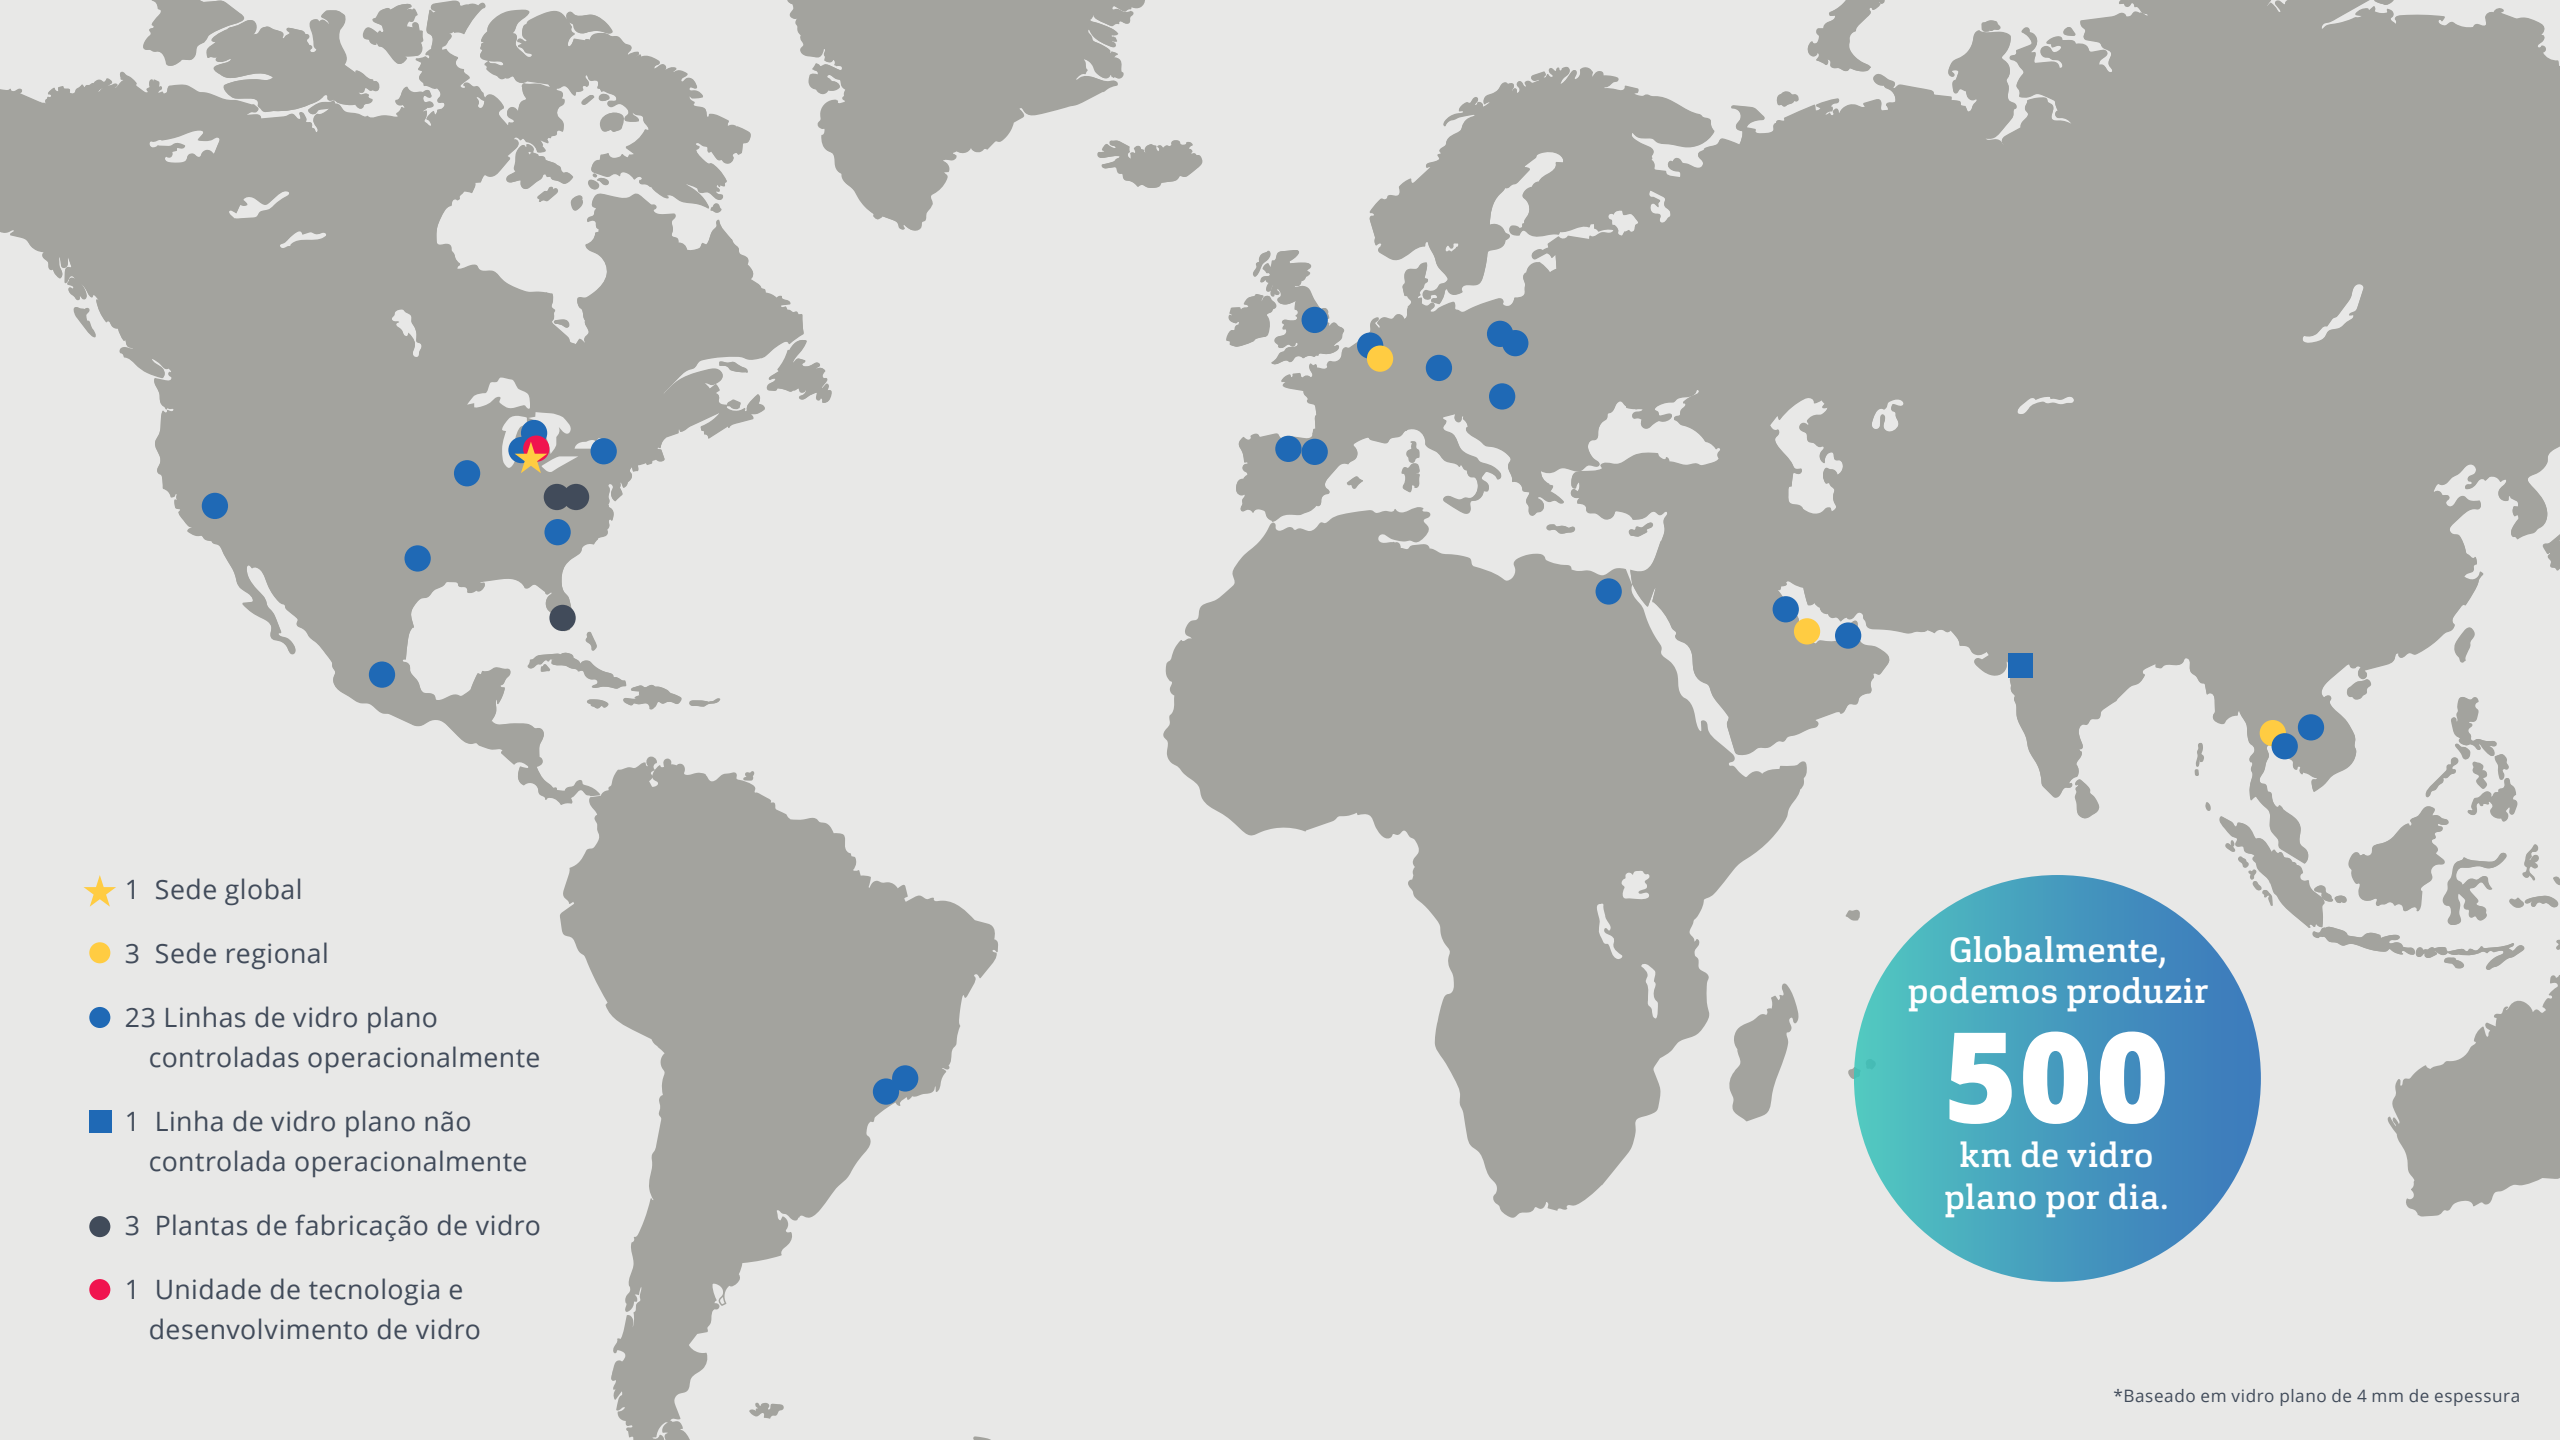 1 Sede global
3 Sede regional
23 Linhas de vidro plano
controladas operacionalmente
1 Linha de vidro plano não
controlada operacionalmente
3 Plantas de fabricação de vidro
1 Unidade de tecnologia e
desenvolvimento de vidro
Globalmente,
podemos produzir
500
km de vidro
plano por dia.
*Baseado em vidro plano de 4 mm de espessura